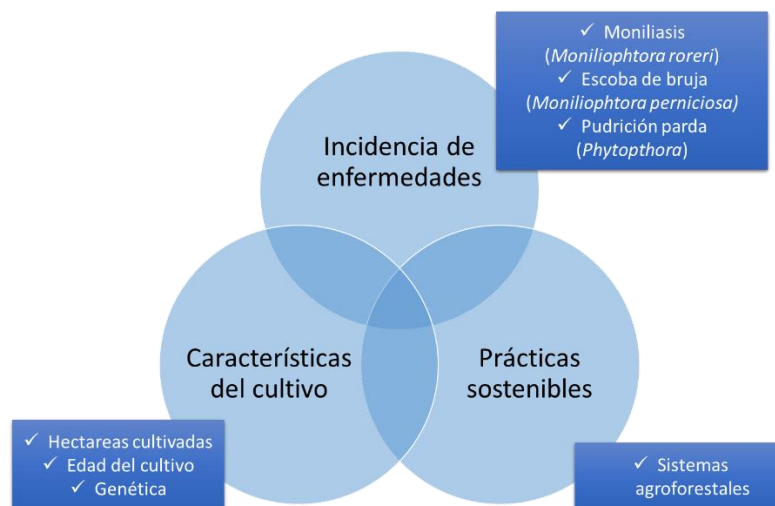 ✓ Moniliasis
(Moniliophtora roreri)
✓ Escoba de bruja
(Moniliophtora perniciosa)
✓ Pudrición parda
(Phytopthora)
Incidencia de
enfermedades
Características
del cultivo
Prácticas
sostenibles
✓ Hectareas cultivadas
✓ Edad del cultivo
✓ Genética
✓ Sistemas
agroforestales